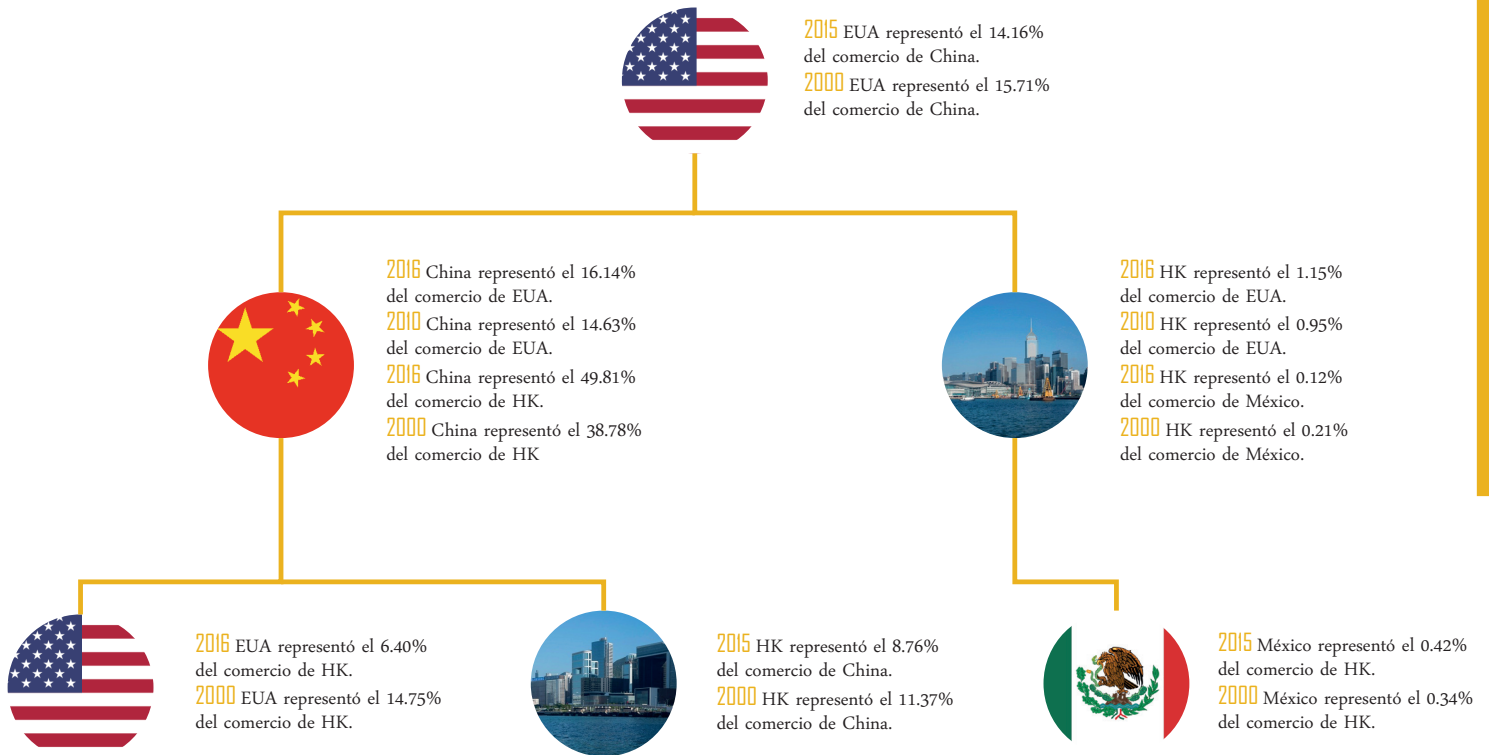 2015 EUA representó el 14.16%
del comercio de China.
2000 EUA representó el 15.71%
del comercio de China.
2016 China representó el 16.14%
del comercio de EUA.
2010 China representó el 14.63%
del comercio de EUA.
2016 China representó el 49.81%
del comercio de HK.
2000 China representó el 38.78%
del comercio de HK
2016 HK representó el 1.15%
del comercio de EUA.
2010 HK representó el 0.95%
del comercio de EUA.
2016 HK representó el 0.12%
del comercio de México.
2000 HK representó el 0.21%
del comercio de México.
2016 EUA representó el 6.40%
del comercio de HK.
2000 EUA representó el 14.75%
del comercio de HK.
2015 HK representó el 8.76%
del comercio de China.
2000 HK representó el 11.37%
del comercio de China.
2015 México representó el 0.42%
del comercio de HK.
2000 México representó el 0.34%
del comercio de HK.